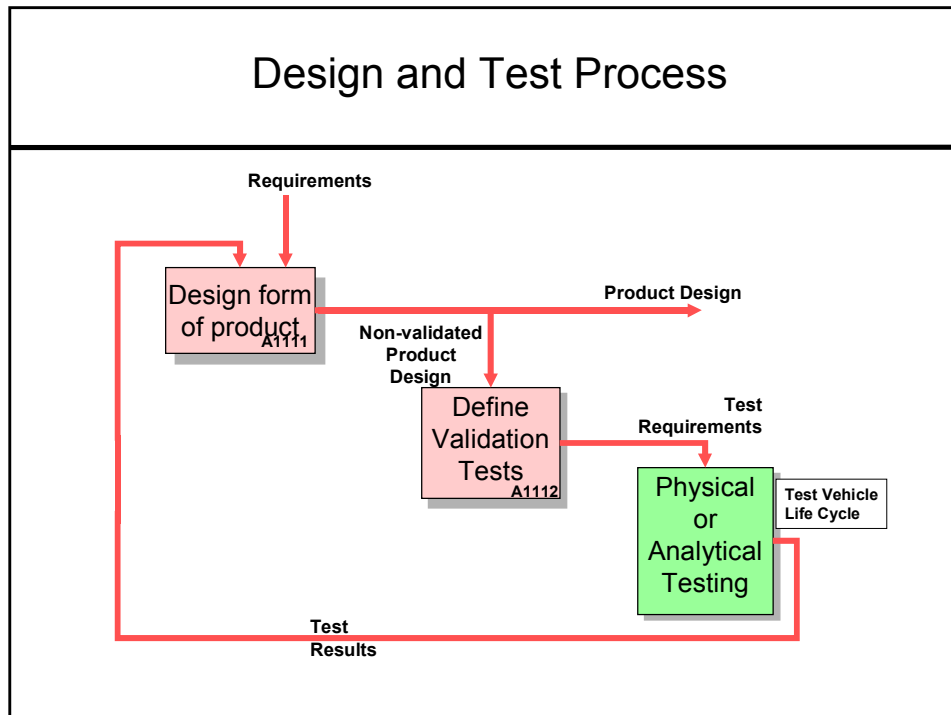 Design and Test Process
Requirements
Design form
of product
A1111
Product Design
Non-validated
Product
Design
Define
Validation
Tests
A1112
Test
Requirements
Physical
or
Analytical
Testing
Test Vehicle
Life Cycle
Test
Results